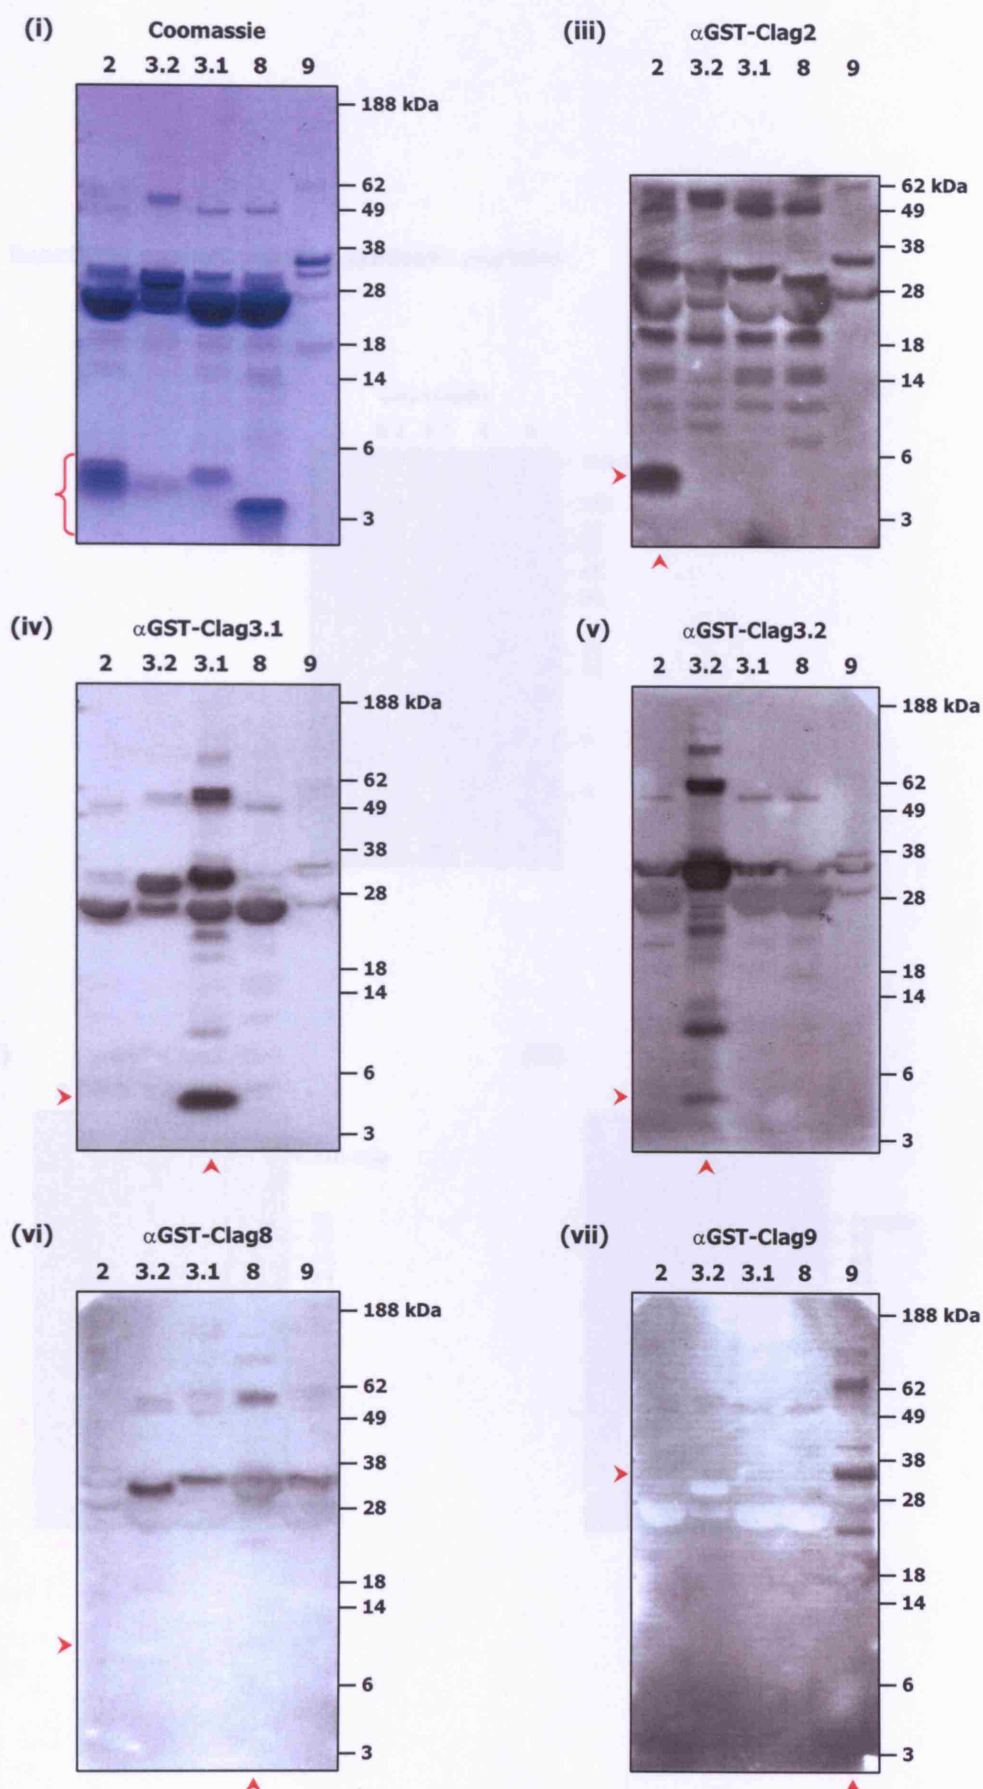 (i) Coomassie
2 3.2 3.1 8 9
188 kDa
62
49
38
28
18
14
6
3
(iii) αGST-Clag2
2 3.2 3.1 8 9
62 kDa
49
38
28
18
14
6
3
(iv) αGST-Clag3.1
2 3.2 3.1 8 9
188 kDa
62
49
38
28
18
14
6
3
(v) αGST-Clag3.2
2 3.2 3.1 8 9
188 kDa
62
49
38
28
18
14
6
3
(vi) αGST-Clag8
2 3.2 3.1 8 9
188 kDa
62
49
38
28
18
14
6
3
(vii) αGST-Clag9
2 3.2 3.1 8 9
188 kDa
62
49
38
28
18
14
6
3